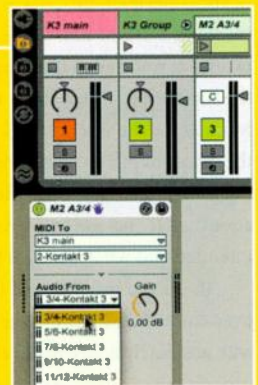 K3 main
K3 Group
M2 A3/4
C
1
2
3
S
S
S
M2 A3/4
MIDI To
K3 main
2-Kontakt 3
Audio From
Gain
3/4-Kontakt 3
0.00 dB
3/4-Kontakt 3
5/6-Kontakt 3
7/8-Kontakt 3
9/10-Kontakt 3
11/12-Kontakt 3